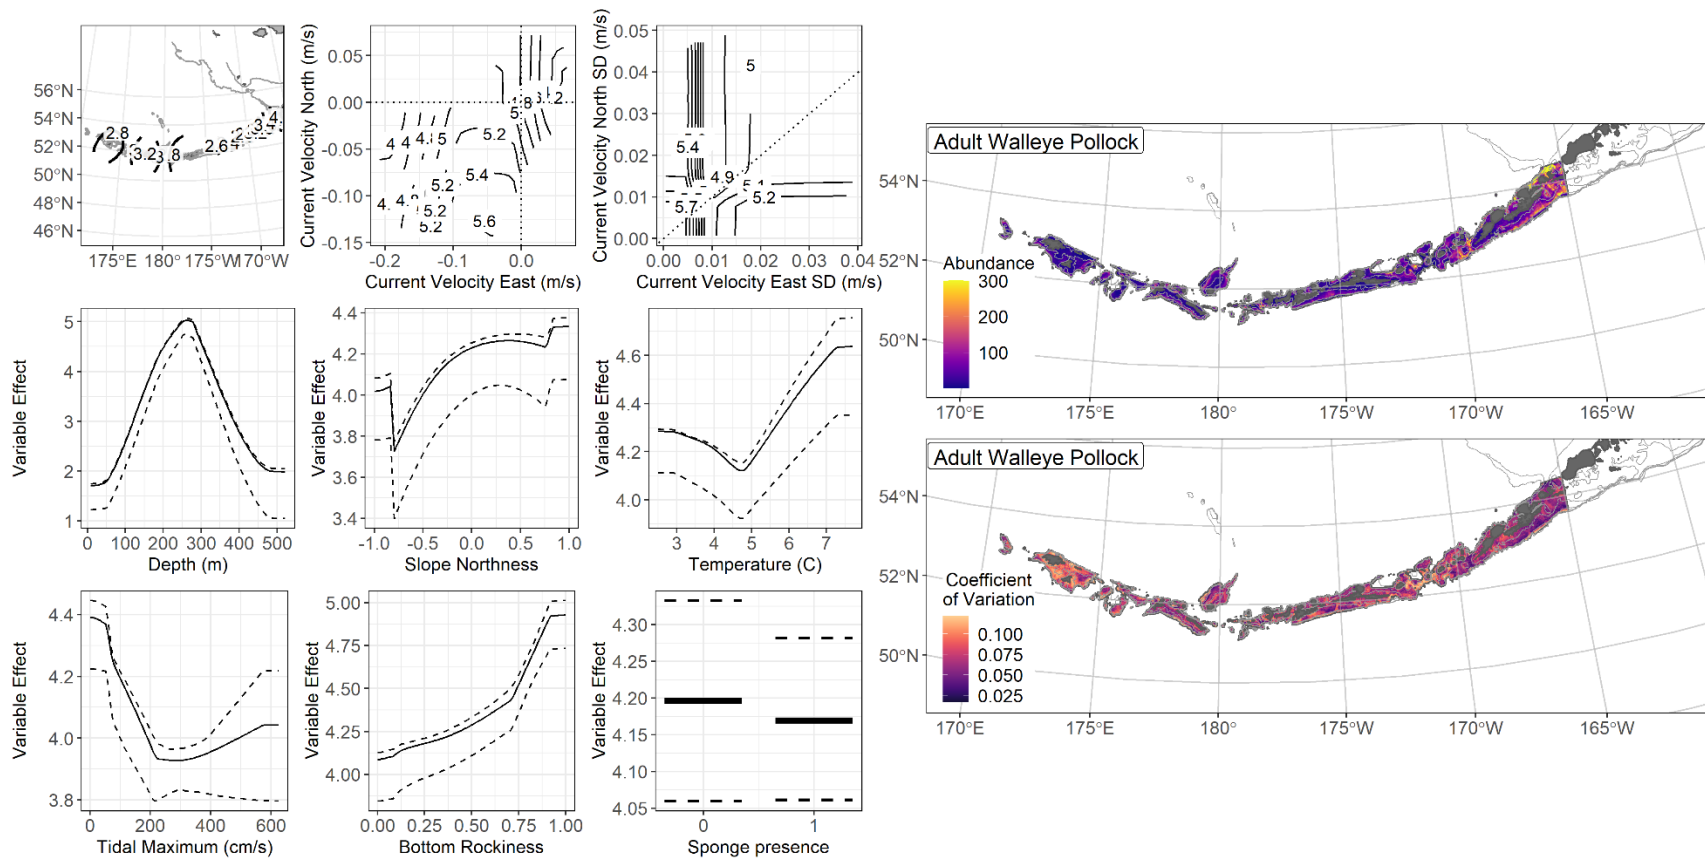 56°N
54°N
52°N
50°N
48°N
46°N
175°E 180° 175°W 170°W
2.8
3.2
2.6
4
Current Velocity North (m/s)
0.05
0.00
-0.05
-0.10
-0.15
-0.2 -0.1 0.0
Current Velocity East (m/s)
5.2
5.4
5.2
5.2
5.2
5.6
Current Velocity North SD (m/s)
0.05
0.04
0.03
0.02
0.01
0.00
0.00 0.01 0.02 0.03 0.04
Current Velocity East SD (m/s)
5
5.4
4.9
5.7
5.2
Variable Effect
5
4
3
2
1
0 100 200 300 400 500
Depth (m)
Variable Effect
4.4
4.2
4.0
3.8
3.6
3.4
-1.0 -0.5 0.0 0.5 1.0
Slope Northness
Variable Effect
4.6
4.4
4.2
4.0
3 4 5 6 7
Temperature (C)
Variable Effect
4.4
4.2
4.0
3.8
0 200 400 600
Tidal Maximum (cm/s)
Variable Effect
5.00
4.75
4.50
4.25
4.00
0.00 0.25 0.50 0.75 1.00
Bottom Rockiness
Variable Effect
4.30
4.25
4.20
4.15
4.10
4.05
0 1
Sponge presence
Adult Walleye Pollock
54°N
52°N
50°N
Abundance
300
200
100
170°E 175°E 180° 175°W 170°W 165°W
Adult Walleye Pollock
54°N
52°N
50°N
Coefficient
of Variation
0.100
0.075
0.050
0.025
170°E 175°E 180° 175°W 170°W 165°W